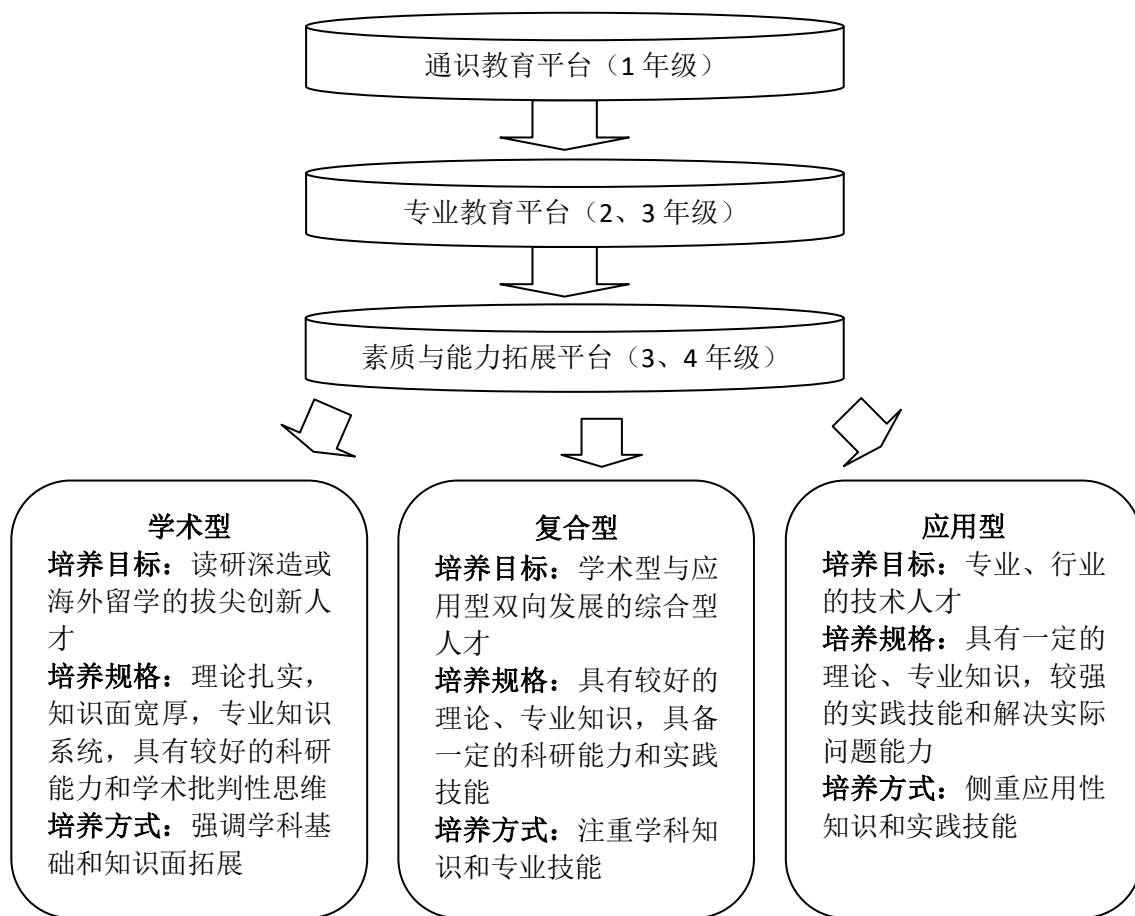 通识教育平台（1 年级）
专业教育平台（2、3 年级）
素质与能力拓展平台（3、4 年级）
学术型
培养目标：读研深造或
海外留学的拔尖创新人
才
培养规格：理论扎实，
知识面宽厚，专业知识
系统，具有较好的科研
能力和学术批判性思维
培养方式：强调学科基
础和知识面拓展
复合型
培养目标：学术型与应
用型双向发展的综合型
人才
培养规格：具有较好的
理论、专业知识，具备
一定的科研能力和实践
技能
培养方式：注重学科知
识和专业技能
应用型
培养目标：专业、行业
的技术人才
培养规格：具有一定的
理论、专业知识，较强
的实践技能和解决实际
问题能力
培养方式：侧重应用性
知识和实践技能